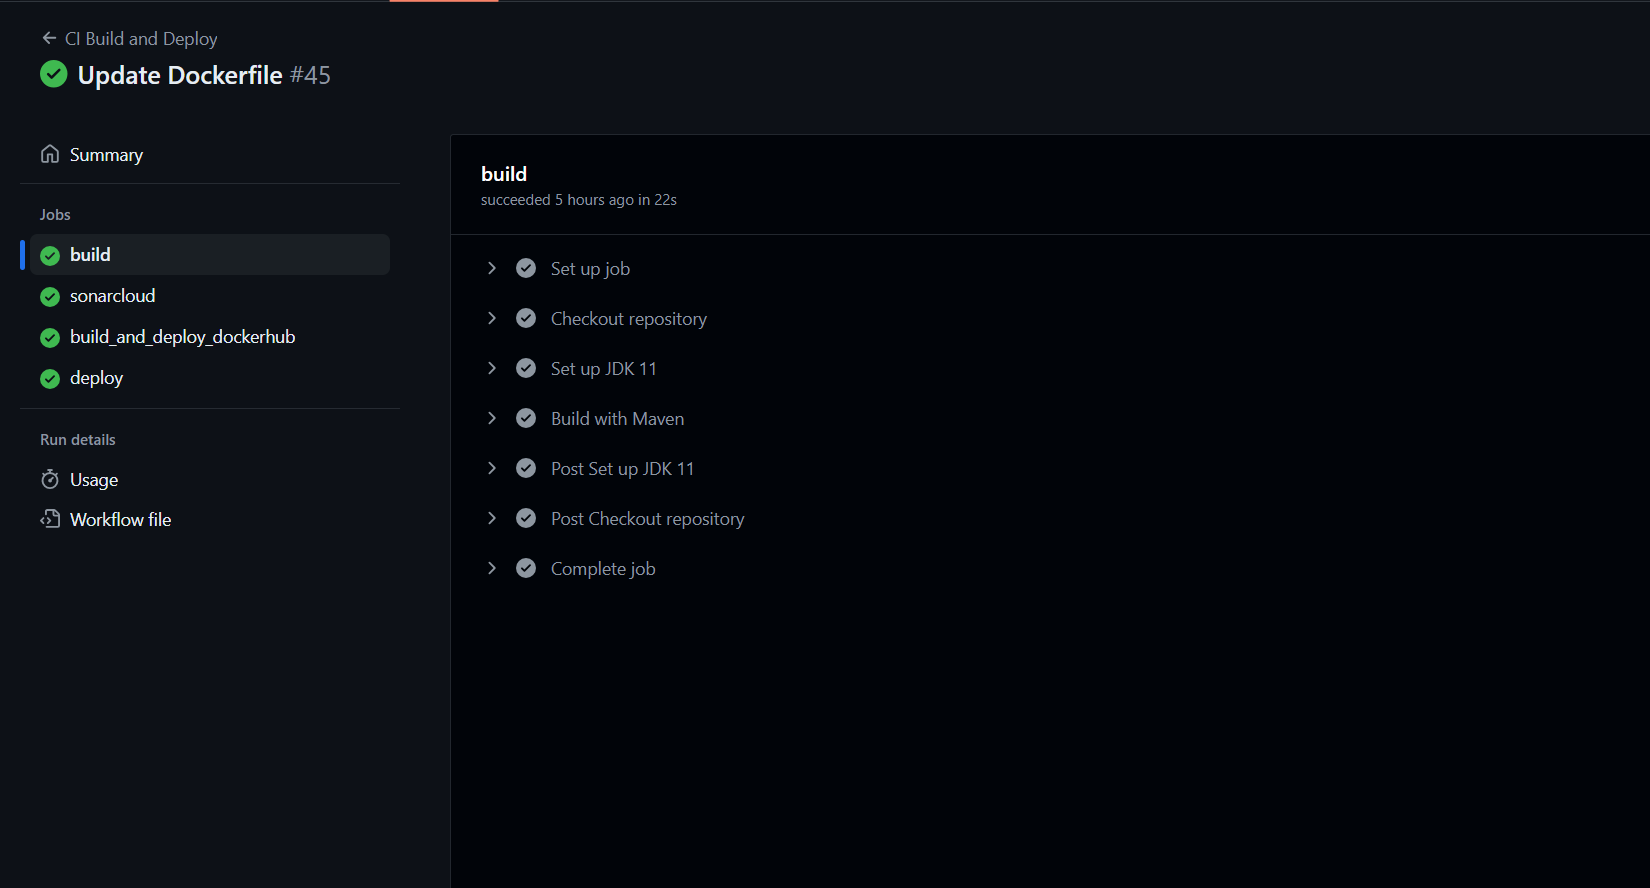 CI Build and Deploy
Update Dockerfile #45
Summary
Jobs
build
sonarcloud
build_and_deploy_dockerhub
deploy
Run details
Usage
Workflow file
build
succeeded 5 hours ago in 22s
Set up job
Checkout repository
Set up JDK 11
Build with Maven
Post Set up JDK 11
Post Checkout repository
Complete job